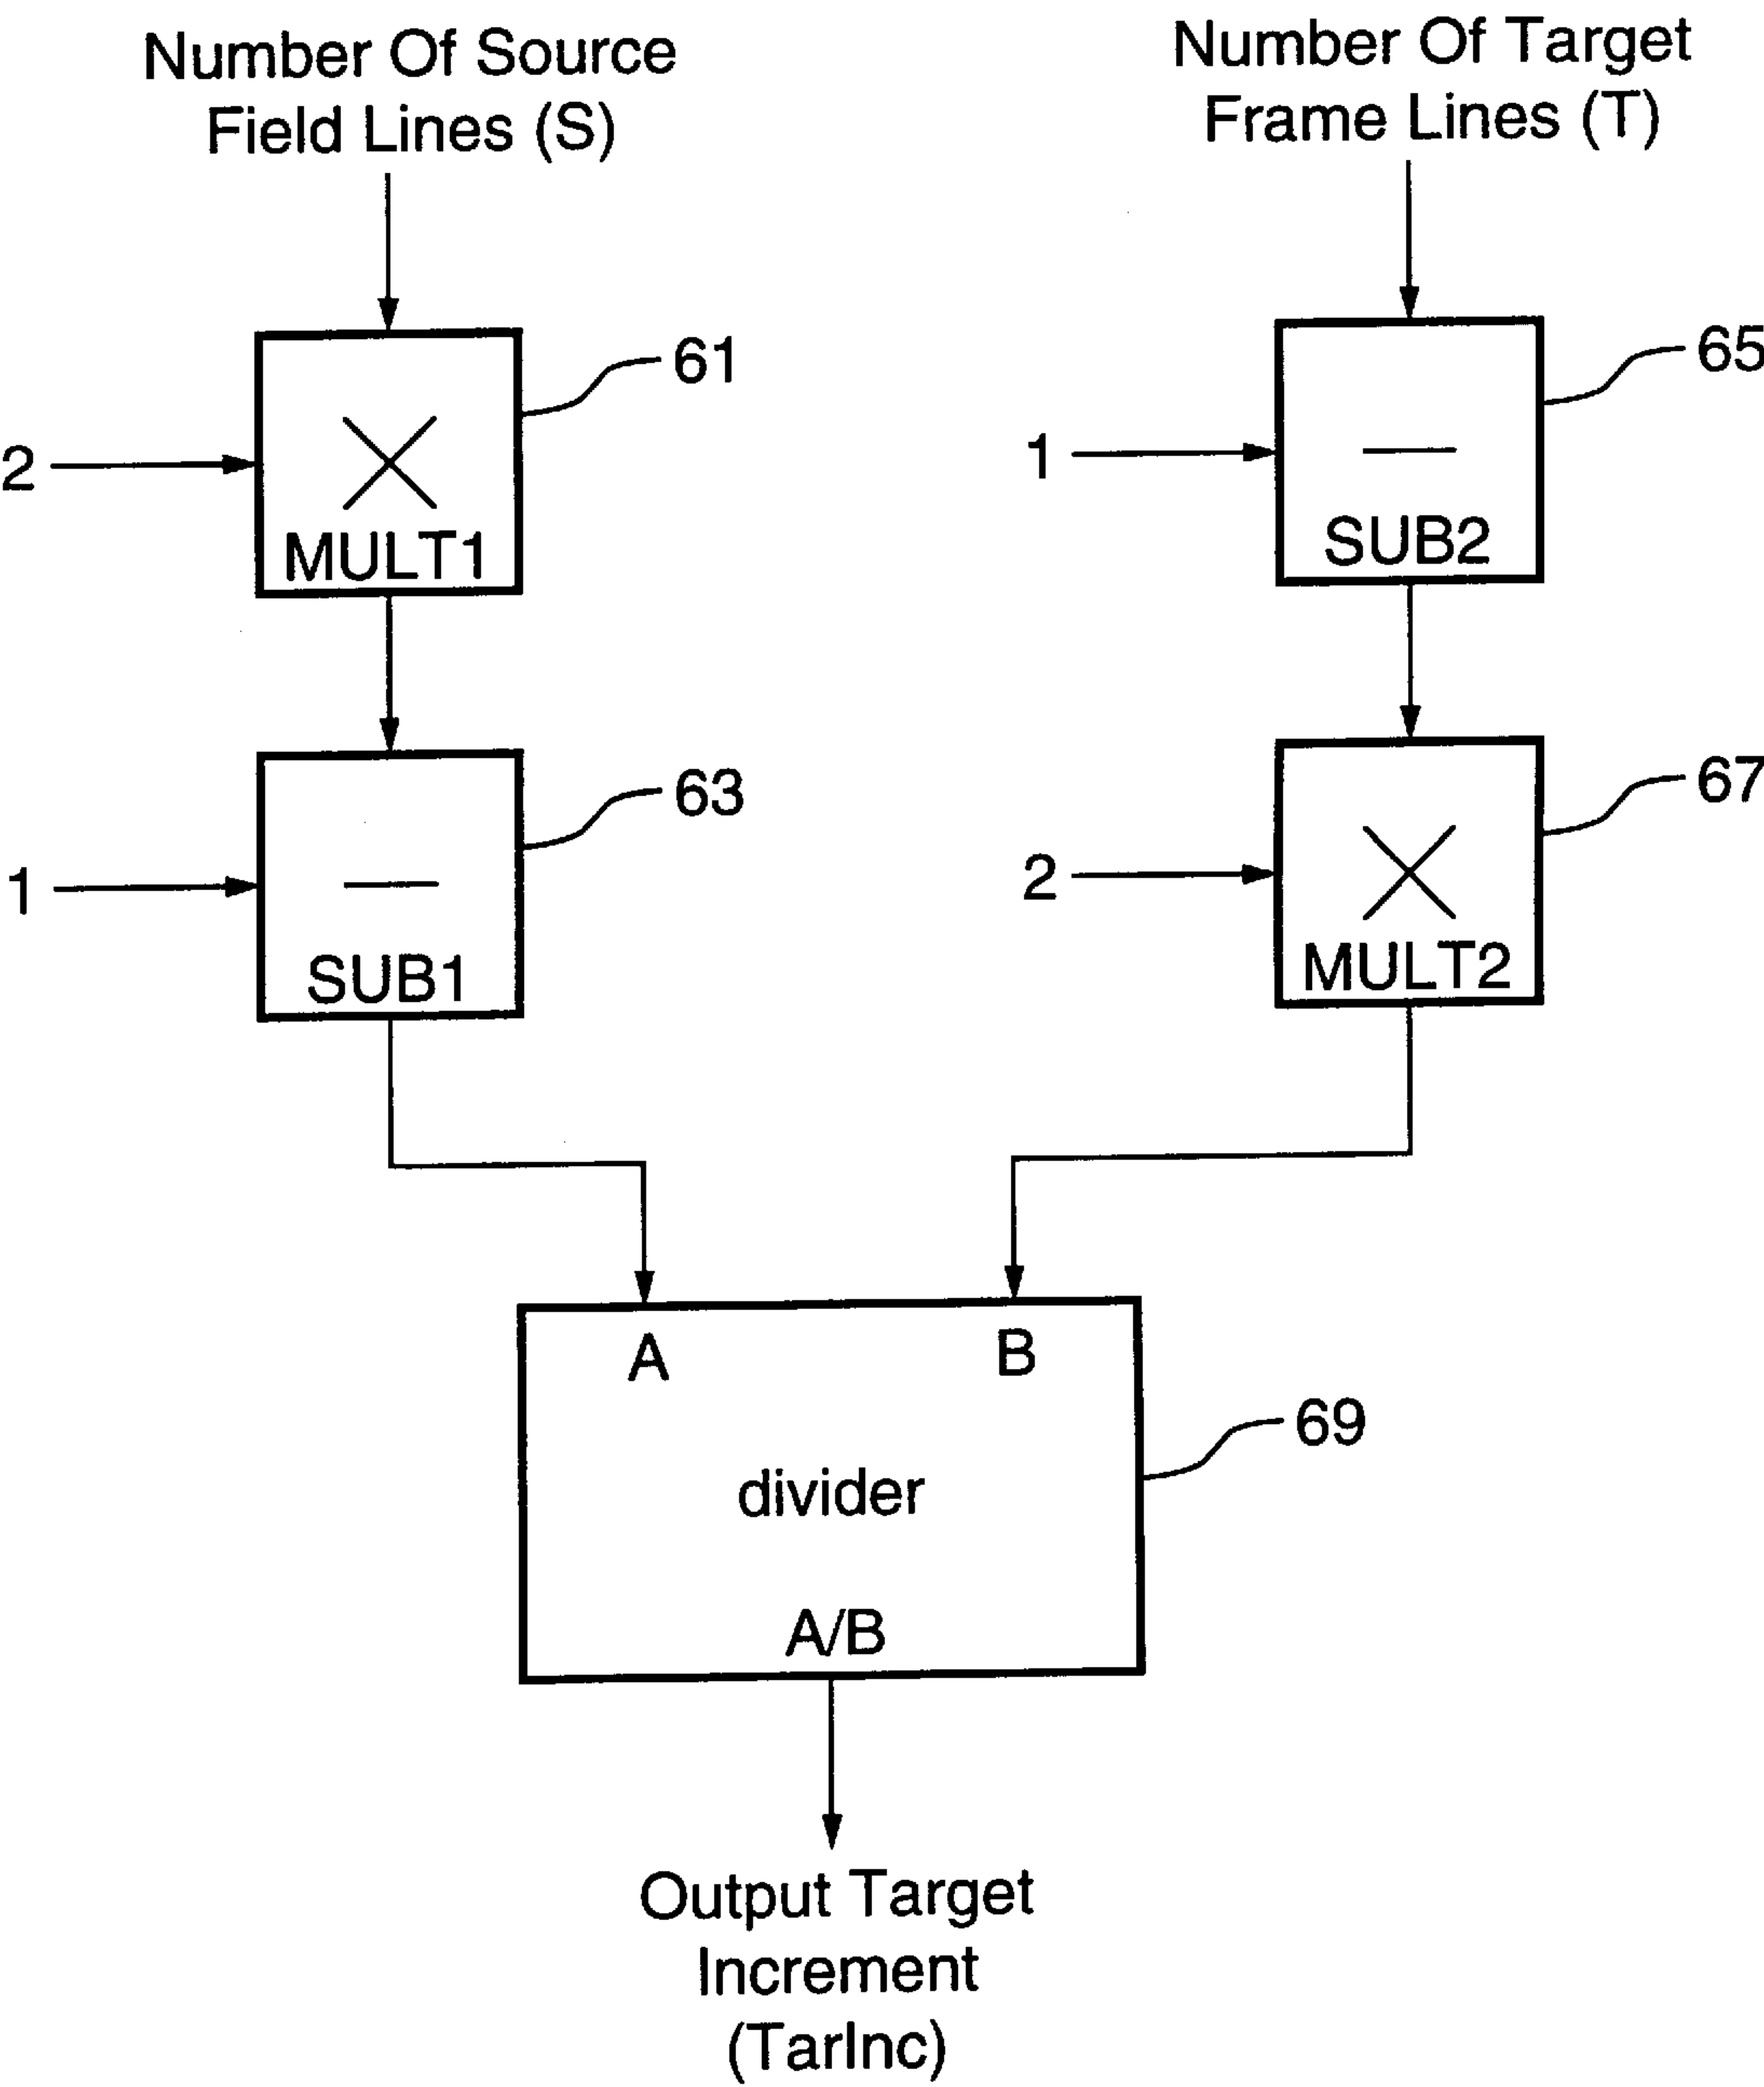 Number Of Source
Field Lines (S)
Number Of Target
Frame Lines (T)
61
65
2
1
MULT1
SUB2
63
67
1
2
SUB1
MULT2
A
B
69
divider
A/B
Output Target
Increment
(TarInc)